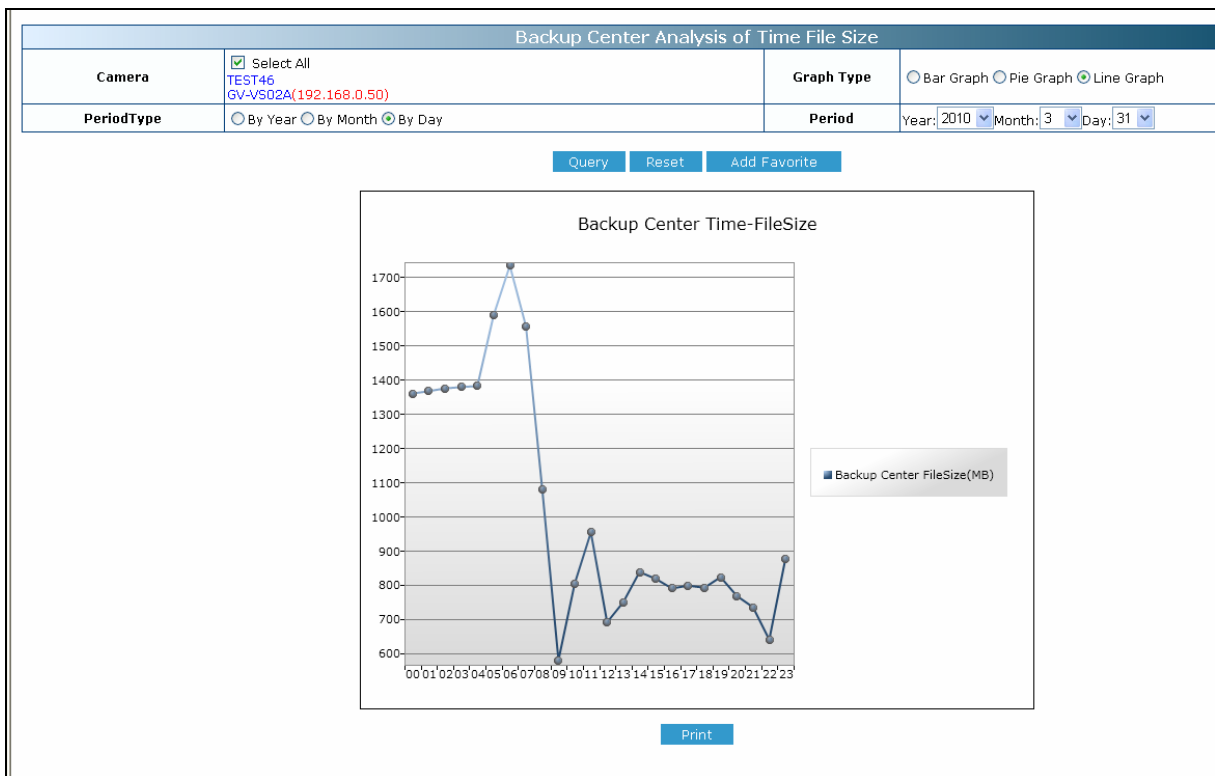 Backup Center Analysis of Time File Size
Camera
Select All
TEST46
GV-VS02A(192.168.0.50)
Graph Type
Bar Graph Pie Graph Line Graph
PeriodType
By Year By Month By Day
Period
Year: 2010 Month: 3 Day: 31
Query Reset Add Favorite
Backup Center Time-FileSize
1700
1600
1500
1400
1300
1200
1100
1000
900
800
700
600
00 01 02 03 04 05 06 07 08 09 10 11 12 13 14 15 16 17 18 19 20 21 22 23
Backup Center FileSize(MB)
Print